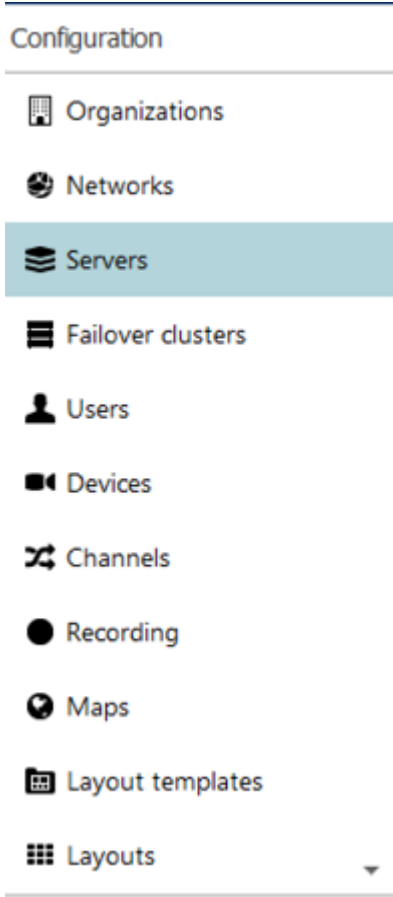 Configuration
Organizations
Networks
Servers
Failover clusters
Users
Devices
Channels
Recording
Maps
Layout templates
Layouts